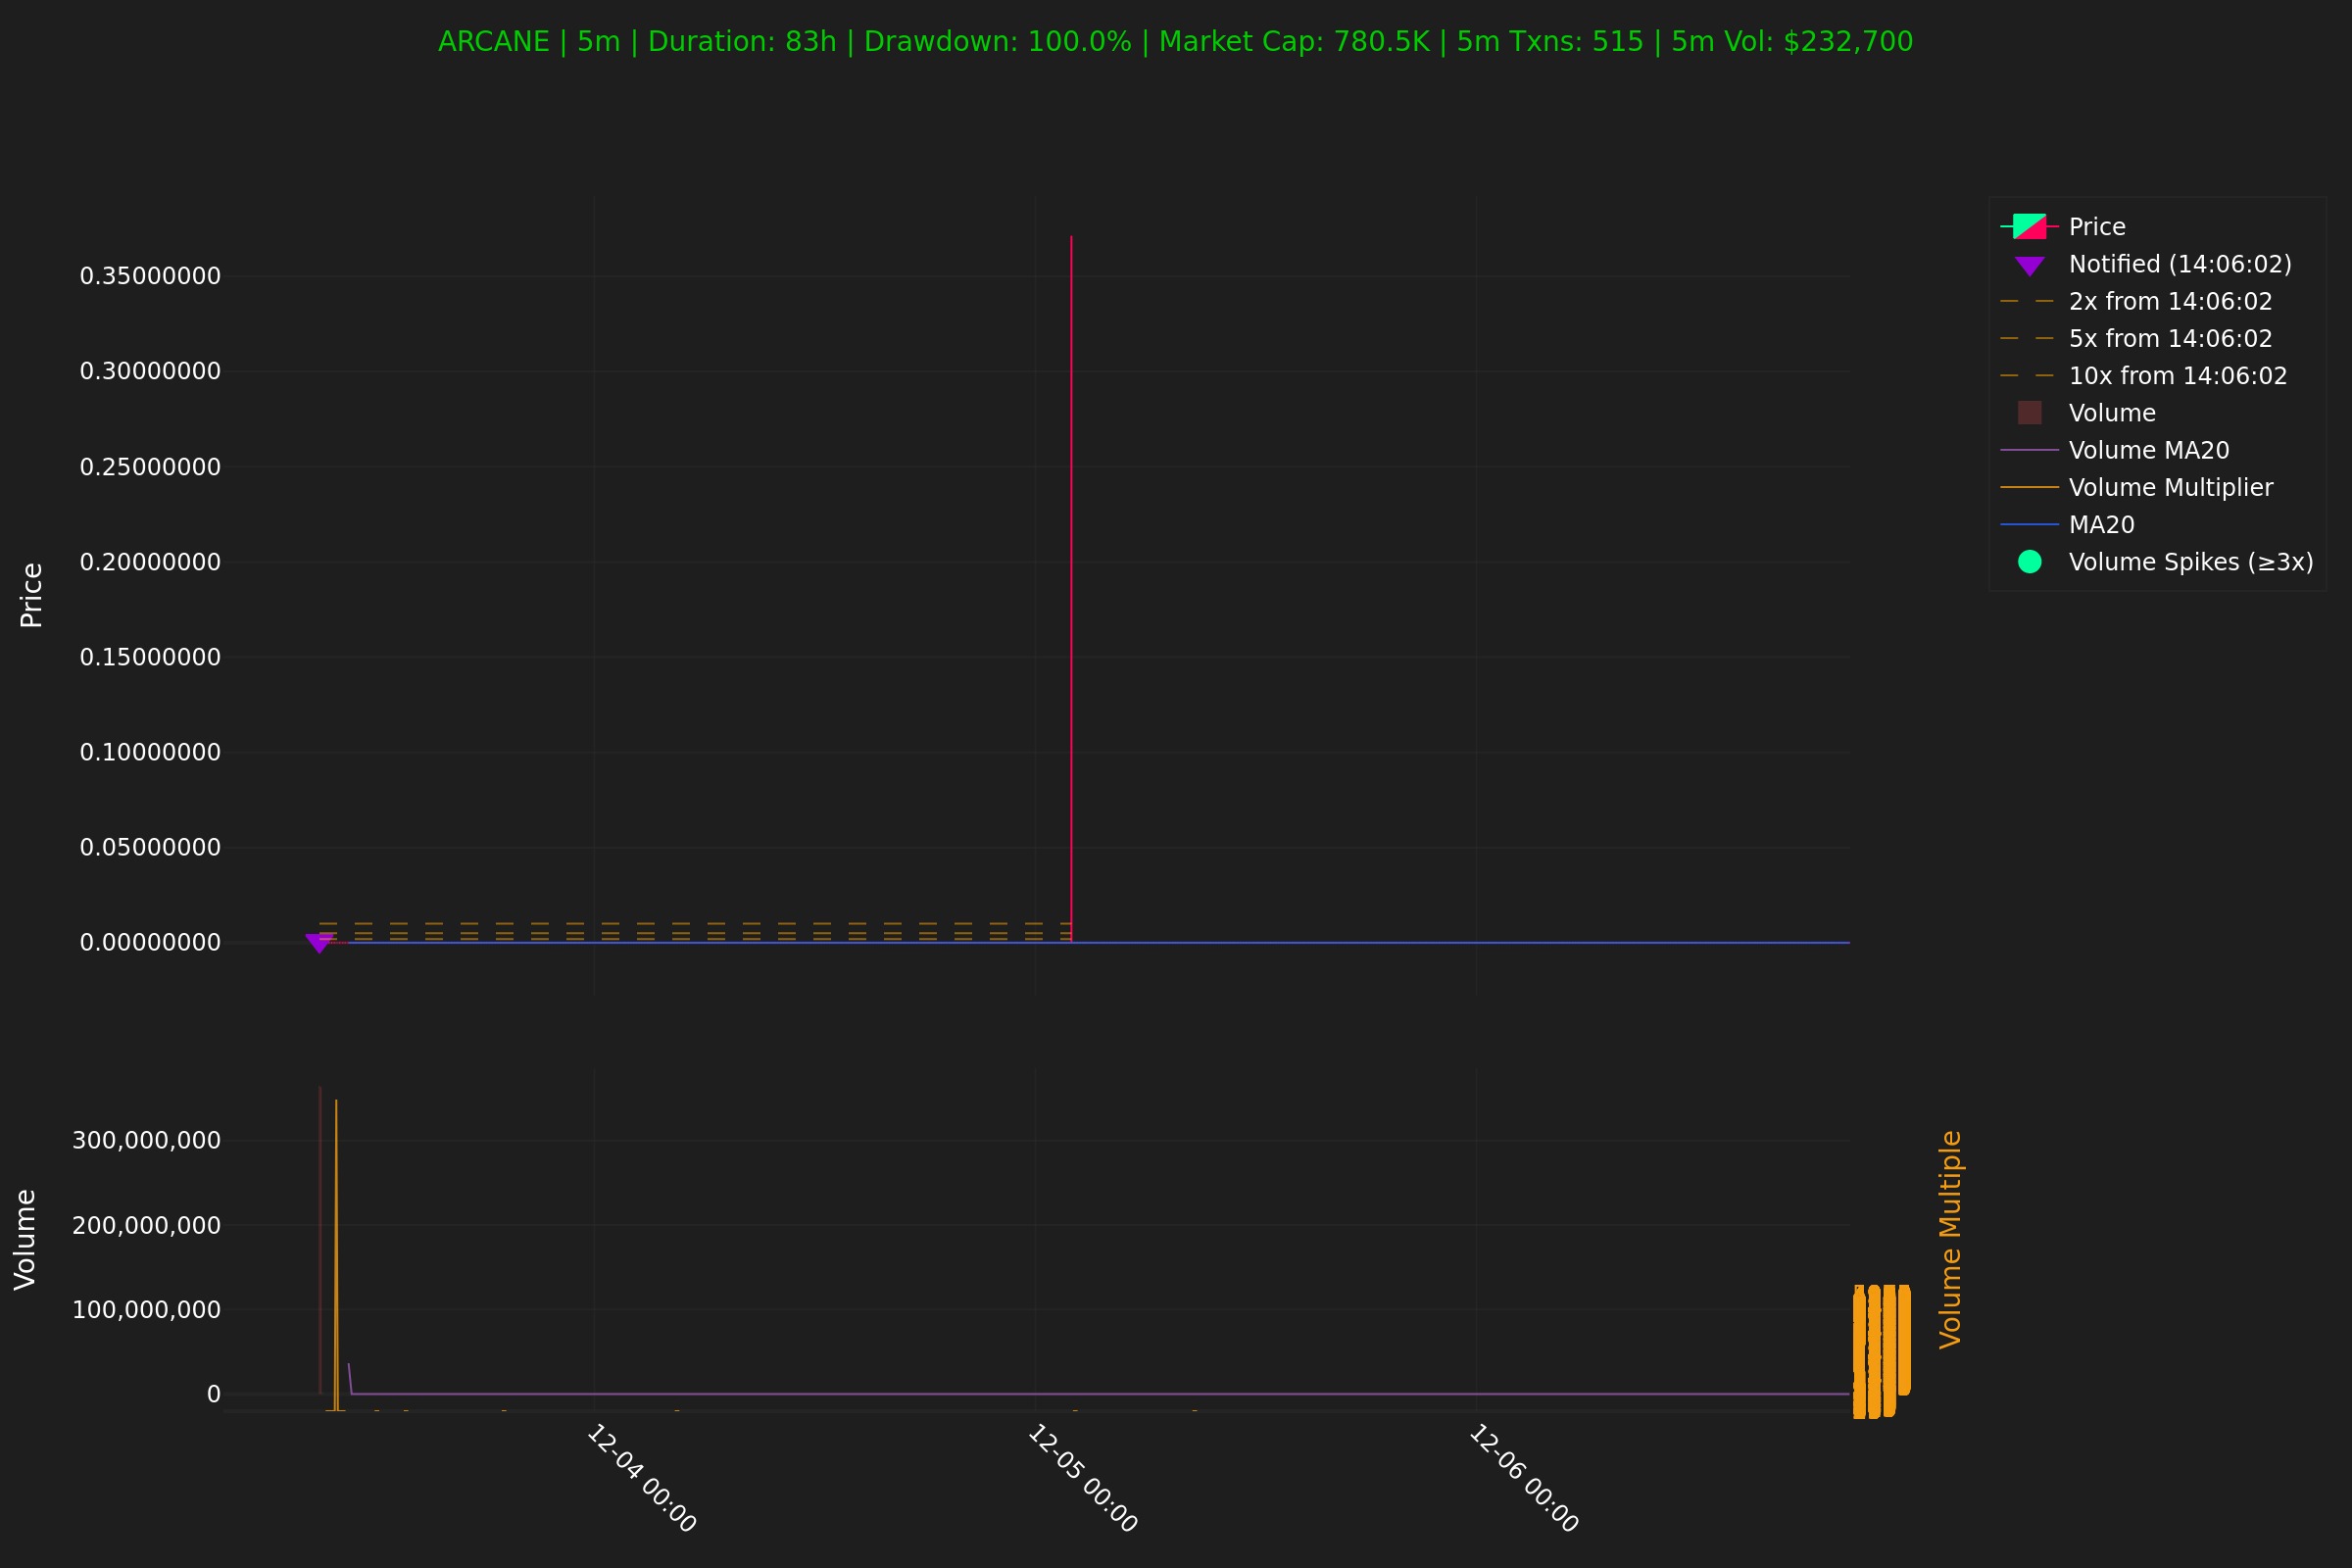 ARCANE | 5m | Duration: 83h | Drawdown: 100.0% | Market Cap: 780.5K | 5m Txns: 515 | 5m Vol: $232,700
Price
0.35000000
0.30000000
0.25000000
0.20000000
0.15000000
0.10000000
0.05000000
0.00000000
Price
Notified (14:06:02)
2x from 14:06:02
5x from 14:06:02
10x from 14:06:02
Volume
Volume MA20
Volume Multiplier
MA20
Volume Spikes (≥3x)
Volume
300,000,000
200,000,000
100,000,000
0
Volume Multiple
12-04 00:00
12-05 00:00
12-06 00:00